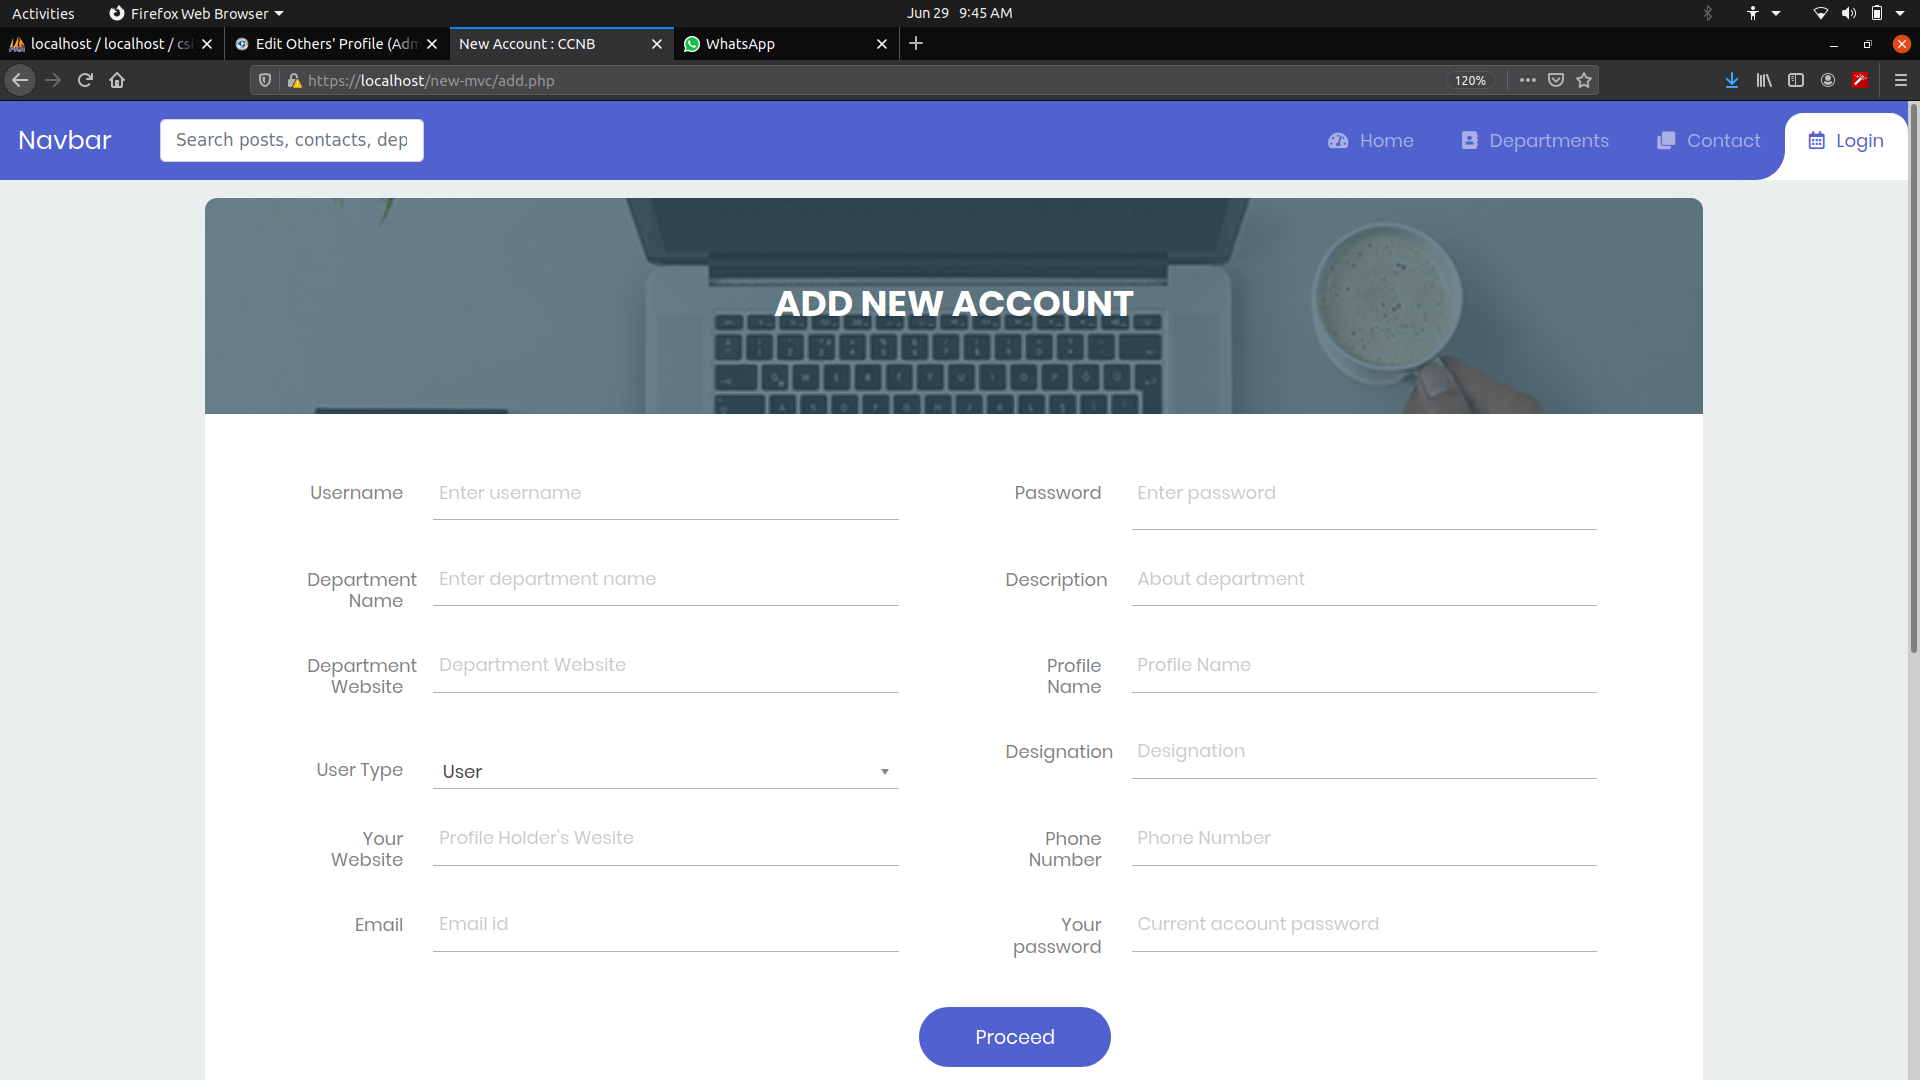 Activities
Firefox Web Browser
Jun 29 9:45 AM
localhost / localhost / csi
Edit Others' Profile (Adm
New Account : CCNB
WhatsApp
https://localhost/new-mvc/add.php
120%
Navbar
Search posts, contacts, dep
Home
Departments
Contact
Login
ADD NEW ACCOUNT
Username
Enter username
Password
Enter password
Department
Name
Enter department name
Description
About department
Department
Website
Department Website
Profile
Name
Profile Name
User Type
User
Designation
Designation
Your
Website
Profile Holder's Wesite
Phone
Number
Phone Number
Email
Email id
Your
password
Current account password
Proceed